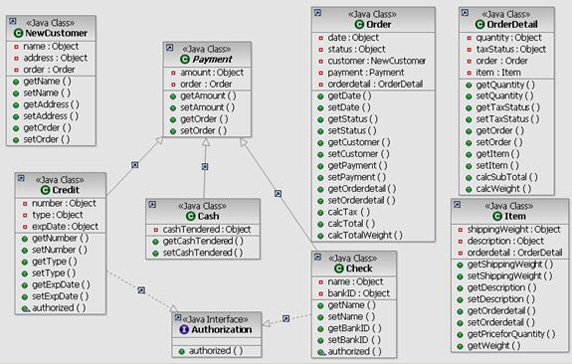 «Java Class»
NewCustomer
name : Object
address : Object
order : Order
getName ( )
setName ( )
getAddress ( )
setAddress ( )
getOrder ( )
setOrder ( )
«Java Class»
Payment
amount : Object
order : Order
getAmount ( )
setAmount ( )
getOrder ( )
setOrder ( )
«Java Class»
Order
date : Object
status : Object
customer : NewCustomer
payment : Payment
orderdetail : OrderDetail
getDate ( )
setDate ( )
getStatus ( )
setStatus ( )
getCustomer ( )
setCustomer ( )
getPayment ( )
setPayment ( )
getOrderdetail ( )
setOrderdetail ( )
calcTax ( )
calcTotal ( )
calcTotalWeight ( )
«Java Class»
OrderDetail
quantity : Object
taxStatus : Object
order : Order
item : Item
getQuantity ( )
setQuantity ( )
getTaxStatus ( )
setTaxStatus ( )
getOrder ( )
setOrder ( )
getItem ( )
setItem ( )
calcSubTotal ( )
calcWeight ( )
«Java Class»
Credit
number : Object
type : Object
expDate : Object
getNumber ( )
setNumber ( )
getType ( )
setType ( )
getExpDate ( )
setExpDate ( )
authorized ( )
«Java Class»
Cash
cashTendered : Object
getCashTendered ( )
setCashTendered ( )
«Java Class»
Check
name : Object
bankID : Object
getName ( )
setName ( )
getBankID ( )
setBankID ( )
authorized ( )
«Java Class»
Item
shippingWeight : Object
description : Object
orderdetail : OrderDetail
getShippingWeight ( )
setShippingWeight ( )
getDescription ( )
setDescription ( )
getOrderdetail ( )
setOrderdetail ( )
getPriceforQuantity ( )
getWeight ( )
«Java Interface»
Authorization
authorized ( )